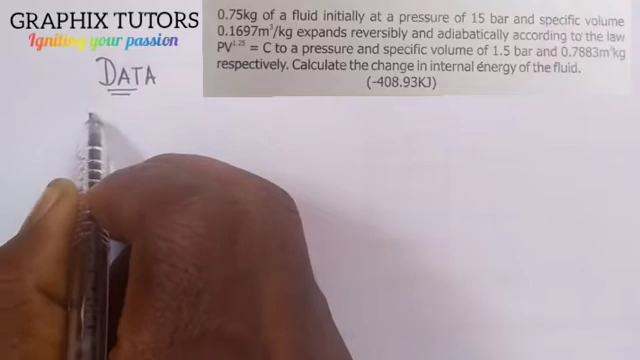 GRAPHIX TUTORS
Igniting your passion
DATA
0.75kg of a fluid initially at a pressure of 15 bar and specific volume
0.1697m³/kg expands reversibly and adiabatically according to the law
PV¹·²⁵ = C to a pressure and specific volume of 1.5 bar and 0.7883m³kg
respectively. Calculate the change in internal energy of the fluid.
(-408.93KJ)